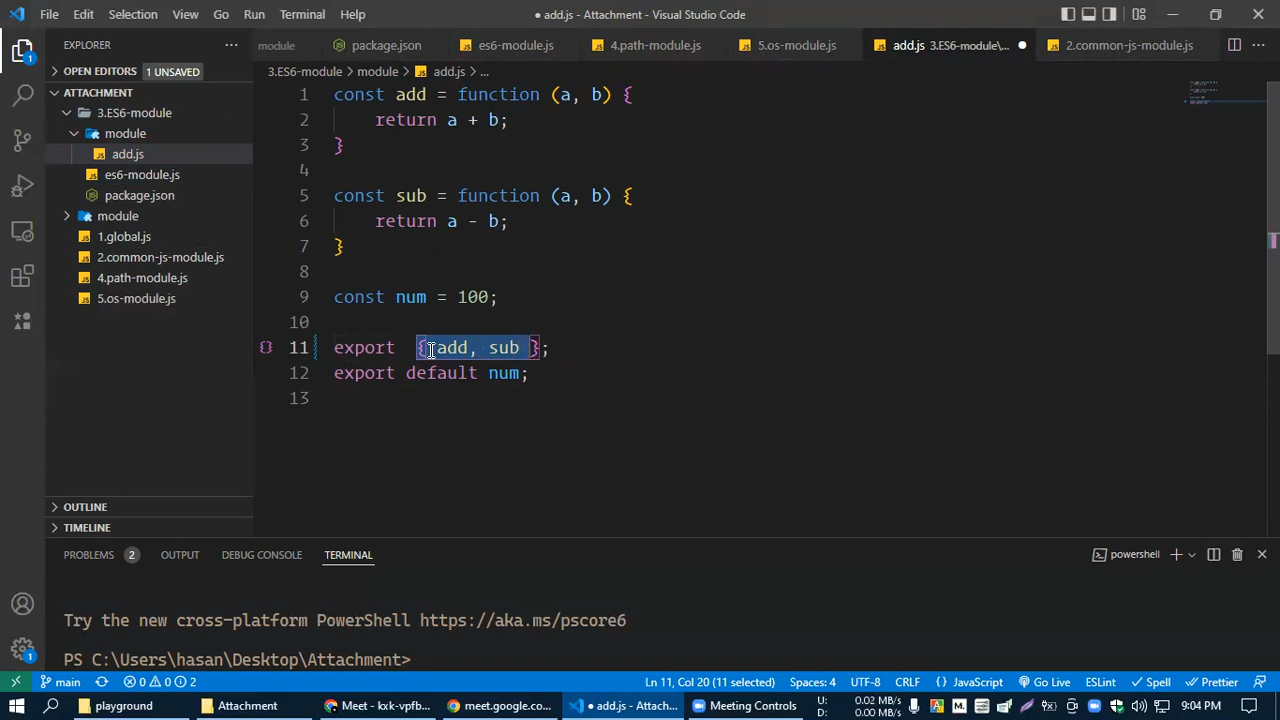 File Edit Selection View Go Run Terminal Help
● add.js - Attachment - Visual Studio Code
EXPLORER
OPEN EDITORS 1 UNSAVED
ATTACHMENT
3.ES6-module
module
add.js
es6-module.js
package.json
module
1.global.js
2.common-js-module.js
4.path-module.js
5.os-module.js
OUTLINE
TIMELINE
module package.json es6-module.js 4.path-module.js 5.os-module.js add.js 3.ES6-module\... 2.common-js-module.js
3.ES6-module > module > add.js > ...
1 const add = function (a, b) {
2 return a + b;
3 }
4
5 const sub = function (a, b) {
6 return a - b;
7 }
8
9 const num = 100;
10
11 export { add, sub };
12 export default num;
13
PROBLEMS 2 OUTPUT DEBUG CONSOLE TERMINAL
powershell
Try the new cross-platform PowerShell https://aka.ms/pscore6
PS C:\Users\hasan\Desktop\Attachment>
1
1
main 0 0 2 Ln 11, Col 20 (11 selected) Spaces: 4 UTF-8 CRLF {} JavaScript Go Live ESLint Spell Prettier
playground Attachment Meet - kxk-vpfb... meet.google.co... ● add.js - Attach... Meeting Controls
U: 0.02 MB/s
D: 0.00 MB/s
9:04 PM